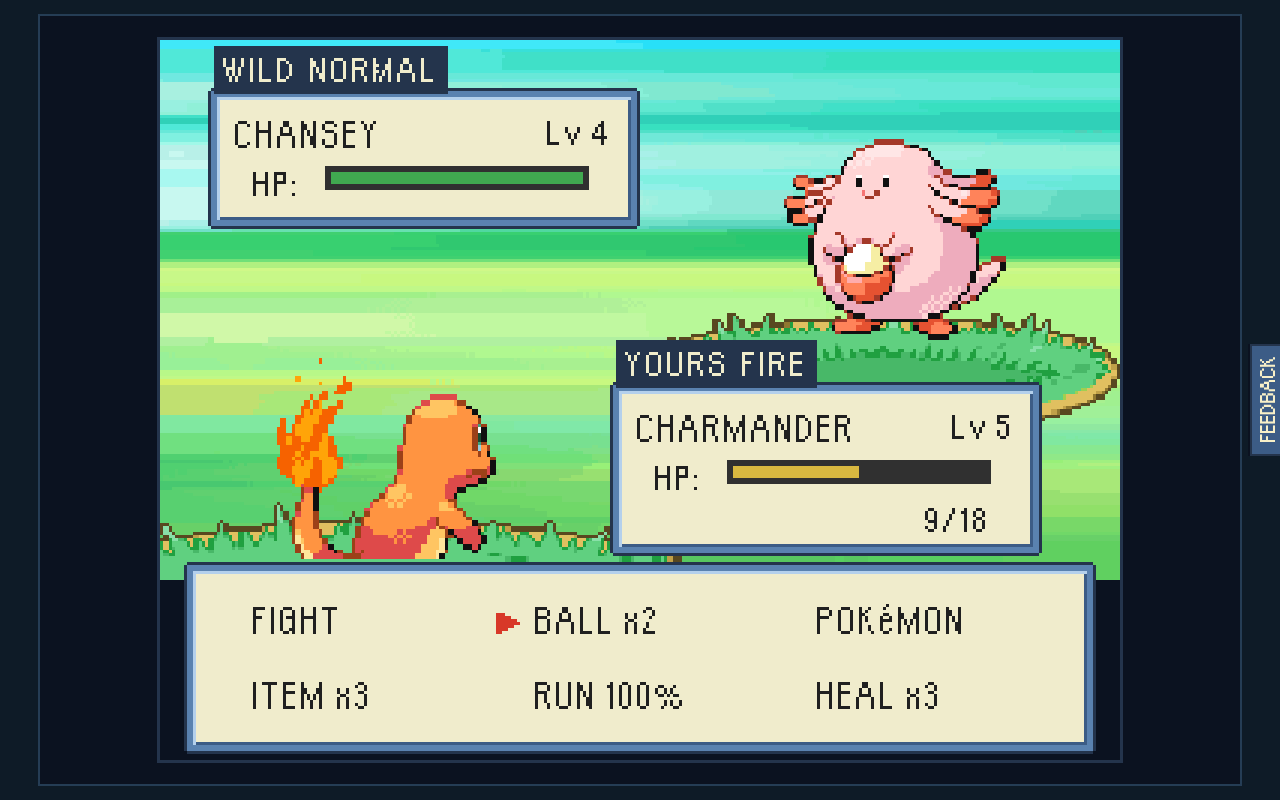 WILD NORMAL
CHANSEY Lv 4
HP:
YOURS FIRE
CHARMANDER Lv 5
HP:
9/18
FIGHT
BALL x2
POKéMON
ITEM x3
RUN 100%
HEAL x3
FEEDBACK